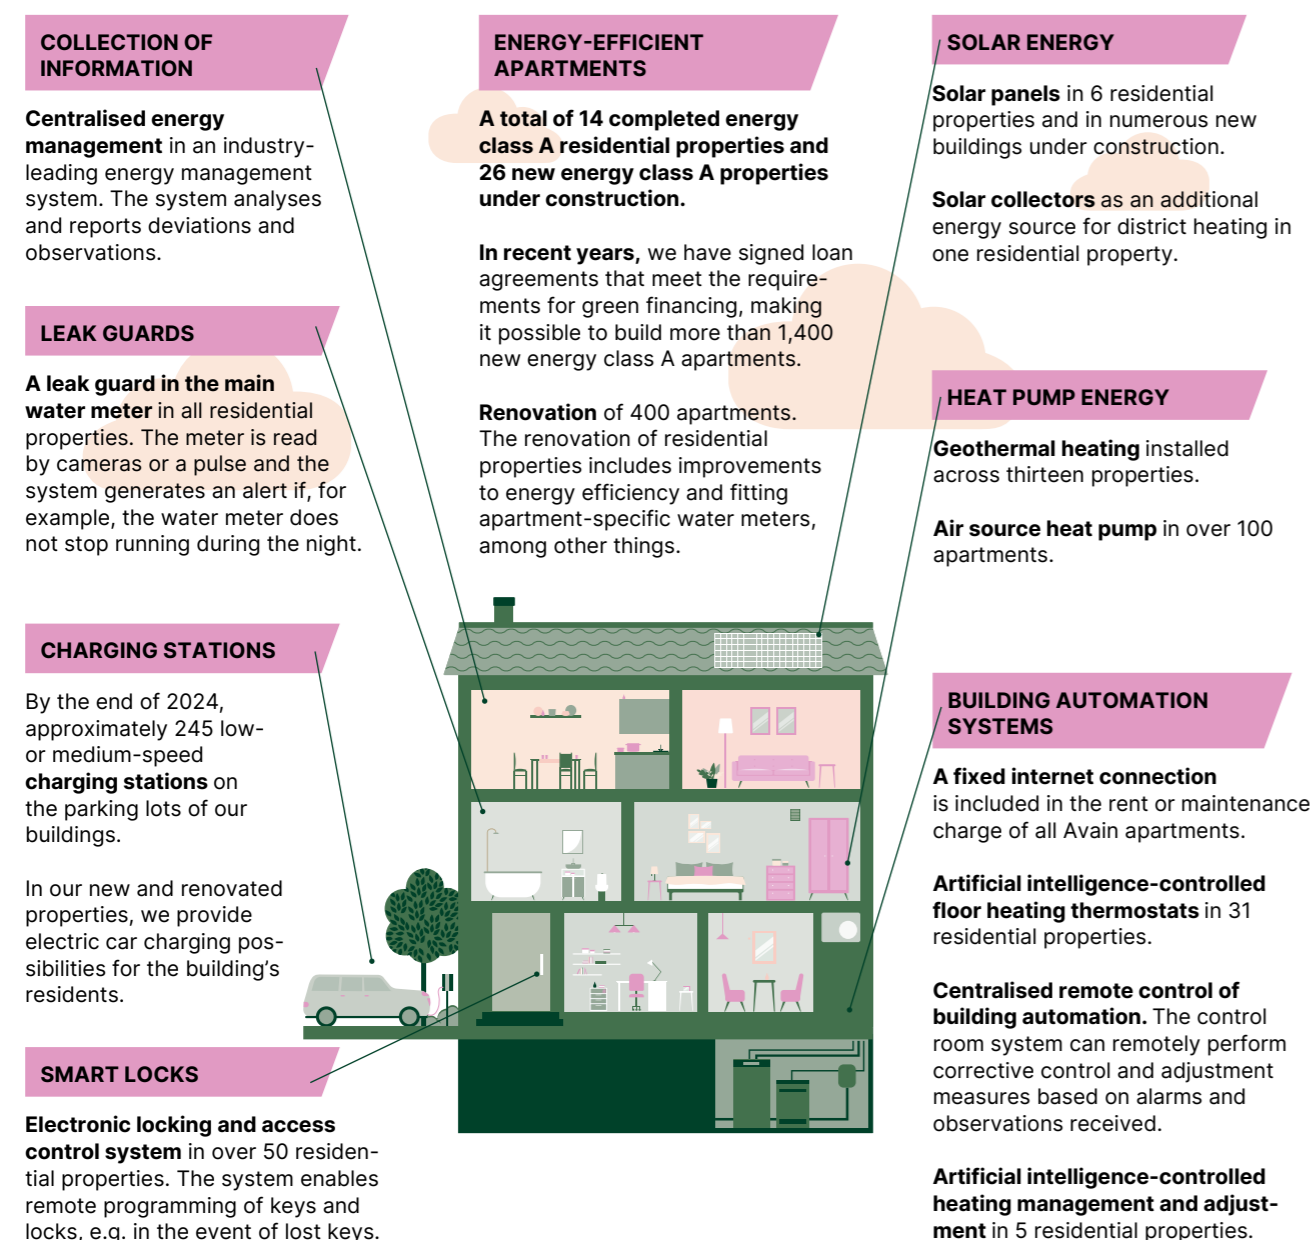 COLLECTION OF
INFORMATION
Centralised energy
management in an industry-
leading energy management
system. The system analyses
and reports deviations and
observations.
LEAK GUARDS
A leak guard in the main
water meter in all residential
properties. The meter is read
by cameras or a pulse and the
system generates an alert if, for
example, the water meter does
not stop running during the night.
CHARGING STATIONS
By the end of 2024,
approximately 245 low-
or medium-speed
charging stations on
the parking lots of our
buildings.
In our new and renovated
properties, we provide
electric car charging pos-
sibilities for the building’s
residents.
SMART LOCKS
Electronic locking and access
control system in over 50 residen-
tial properties. The system enables
remote programming of keys and
locks, e.g. in the event of lost keys.
ENERGY-EFFICIENT
APARTMENTS
A total of 14 completed energy
class A residential properties and
26 new energy class A properties
under construction.
In recent years, we have signed loan
agreements that meet the require-
ments for green financing, making
it possible to build more than 1,400
new energy class A apartments.
Renovation of 400 apartments.
The renovation of residential
properties includes improvements
to energy efficiency and fitting
apartment-specific water meters,
among other things.
SOLAR ENERGY
Solar panels in 6 residential
properties and in numerous new
buildings under construction.
Solar collectors as an additional
energy source for district heating in
one residential property.
HEAT PUMP ENERGY
Geothermal heating installed
across thirteen properties.
Air source heat pump in over 100
apartments.
BUILDING AUTOMATION
SYSTEMS
A fixed internet connection
is included in the rent or maintenance
charge of all Avain apartments.
Artificial intelligence-controlled
floor heating thermostats in 31
residential properties.
Centralised remote control of
building automation. The control
room system can remotely perform
corrective control and adjustment
measures based on alarms and
observations received.
Artificial intelligence-controlled
heating management and adjust-
ment in 5 residential properties.